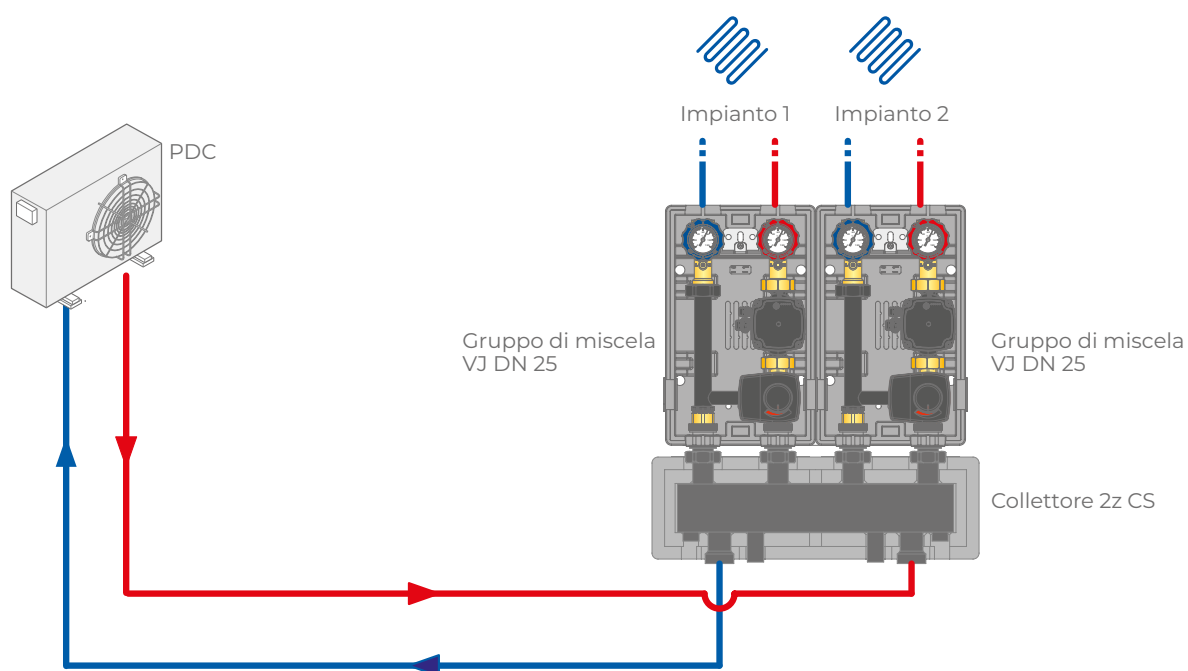 Impianto 1
Impianto 2
PDC
Gruppo di miscela
VJ DN 25
Gruppo di miscela
VJ DN 25
Collettore 2z CS